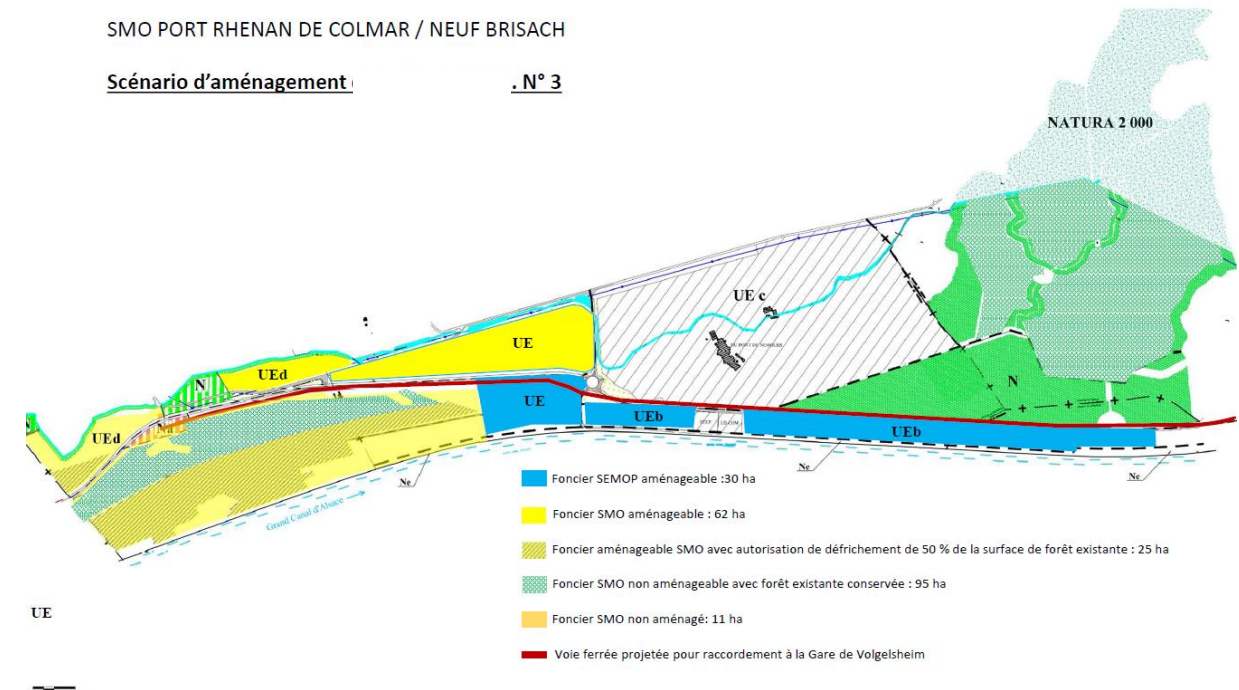 SMO PORT RHENAN DE COLMAR / NEUF BRISACH
Scénario d'aménagement
. N° 3
NATURA 2 000
UE c
UE
UEd
N
N
UE
UEb
N
UEd
UEb
Ne
Ne
Ne
Grand Canal d'Alsace
Foncier SEMOP aménageable :30 ha
Foncier SMO aménageable : 62 ha
Foncier aménageable SMO avec autorisation de défrichement de 50 % de la surface de forêt existante : 25 ha
Foncier SMO non aménageable avec forêt existante conservée : 95 ha
UE
Foncier SMO non aménagé: 11 ha
Voie ferrée projetée pour raccordement à la Gare de Volgelsheim